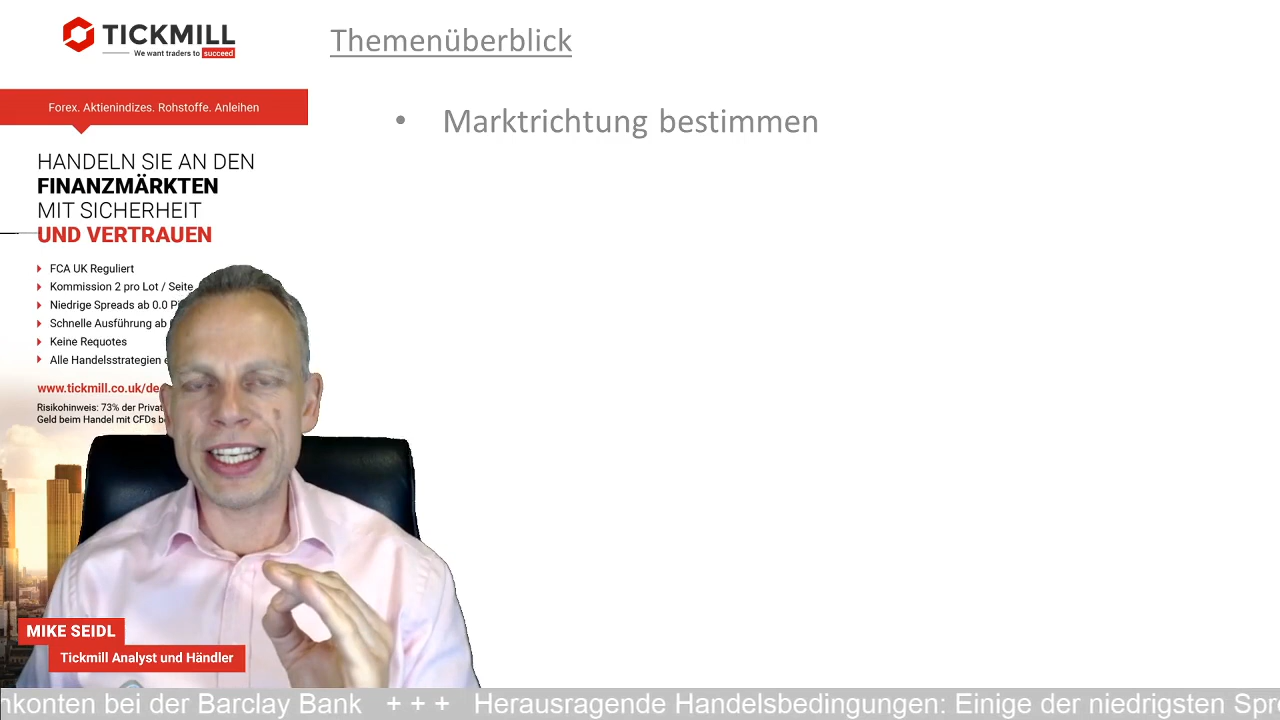 TICKMILL
We want traders to succeed
Themenüberblick
Forex. Aktienindizes. Rohstoffe. Anleihen
• Marktrichtung bestimmen
HANDELN SIE AN DEN
FINANZMÄRKTEN
MIT SICHERHEIT
UND VERTRAUEN
FCA UK Reguliert
Kommission 2 pro Lot / Seite
Niedrige Spreads ab 0.0
Schnelle Ausführung ab
Keine Requotes
Alle Handelsstrategien
www.tickmill.co.uk/de
Risikohinweis: 73% der
Geld beim Handel mit CFDs
MIKE SEIDL
Tickmill Analyst und Händler
bei der Barclay Bank + + + Herausragende Handelsbedingungen: Einige der niedrigsten